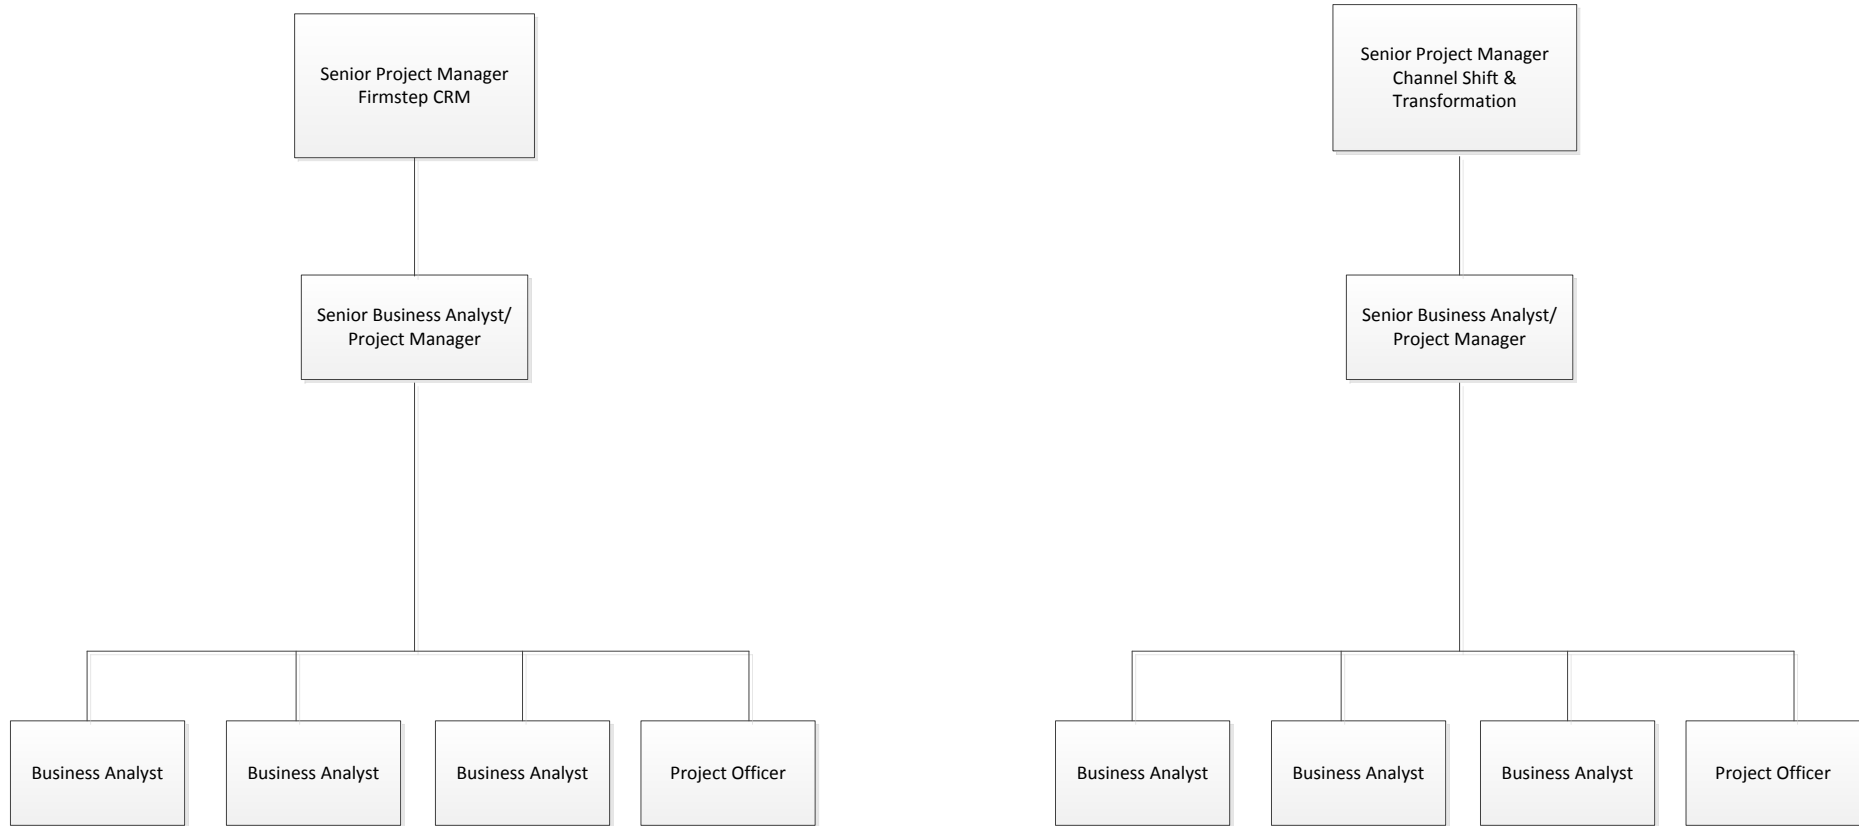 Senior Project Manager
Firmstep CRM
Senior Project Manager
Channel Shift &
Transformation
Senior Business Analyst/
Project Manager
Senior Business Analyst/
Project Manager
Business Analyst
Business Analyst
Business Analyst
Project Officer
Business Analyst
Business Analyst
Business Analyst
Project Officer